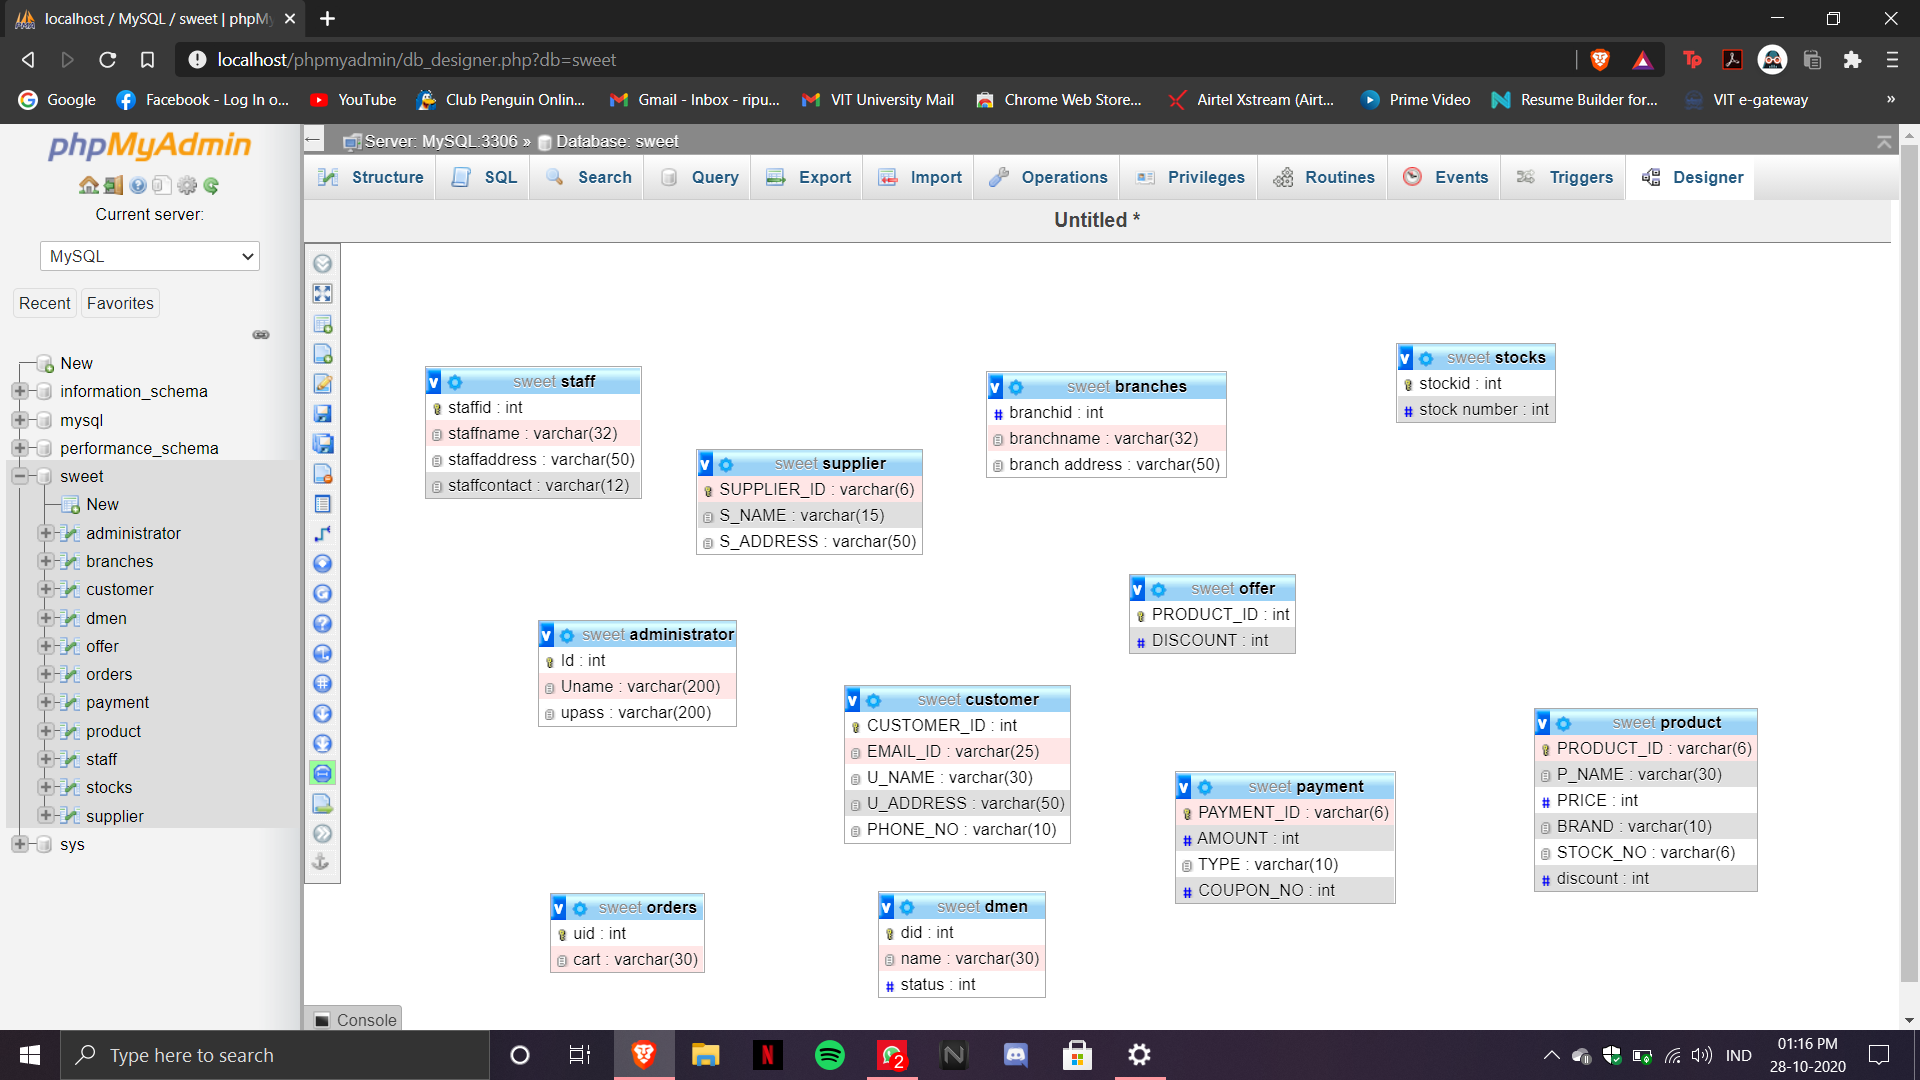 localhost / MySQL / sweet | phpMy
localhost/phpmyadmin/db_designer.php?db=sweet
Google
Facebook - Log In o...
YouTube
Club Penguin Onlin...
Gmail - Inbox - ripu...
VIT University Mail
Chrome Web Store...
Airtel Xstream (Airt...
Prime Video
Resume Builder for...
VIT e-gateway
»
phpMyAdmin
Current server:
MySQL
Recent
Favorites
New
information_schema
mysql
performance_schema
sweet
New
administrator
branches
customer
dmen
offer
orders
payment
product
staff
stocks
supplier
sys
Server: MySQL:3306 » Database: sweet
Structure
SQL
Search
Query
Export
Import
Operations
Privileges
Routines
Events
Triggers
Designer
Untitled *
v sweet staff
staffid : int
staffname : varchar(32)
staffaddress : varchar(50)
staffcontact : varchar(12)
v sweet supplier
SUPPLIER_ID : varchar(6)
S_NAME : varchar(15)
S_ADDRESS : varchar(50)
v sweet branches
# branchid : int
branchname : varchar(32)
branch address : varchar(50)
v sweet stocks
stockid : int
# stock number : int
v sweet offer
PRODUCT_ID : int
# DISCOUNT : int
v sweet administrator
Id : int
Uname : varchar(200)
upass : varchar(200)
v sweet customer
CUSTOMER_ID : int
EMAIL_ID : varchar(25)
U_NAME : varchar(30)
U_ADDRESS : varchar(50)
PHONE_NO : varchar(10)
v sweet payment
PAYMENT_ID : varchar(6)
# AMOUNT : int
TYPE : varchar(10)
# COUPON_NO : int
v sweet product
PRODUCT_ID : varchar(6)
P_NAME : varchar(30)
# PRICE : int
BRAND : varchar(10)
STOCK_NO : varchar(6)
# discount : int
v sweet orders
uid : int
cart : varchar(30)
v sweet dmen
did : int
name : varchar(30)
# status : int
Console
Type here to search
2
IND
01:16 PM
28-10-2020